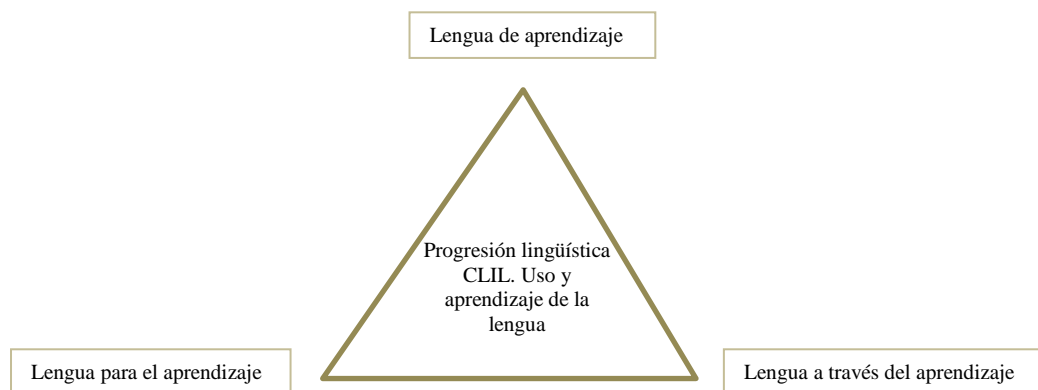 Lengua de aprendizaje
Progresión lingüística
CLIL. Uso y
aprendizaje de la
lengua
Lengua para el aprendizaje
Lengua a través del aprendizaje